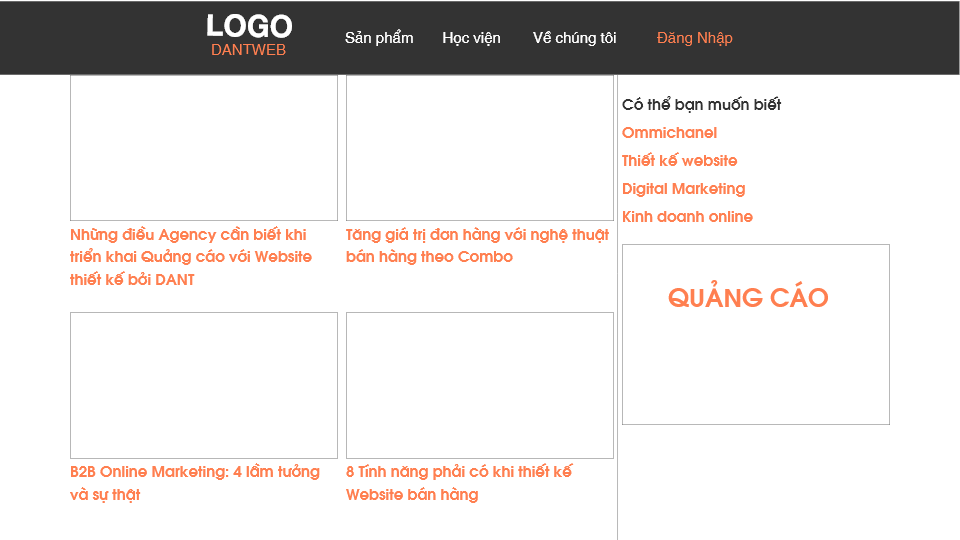 LOGO
DANTWEB
Sản phẩm
Học viện
Về chúng tôi
Đăng Nhập
Những điều Agency cần biết khi
triển khai Quảng cáo với Website
thiết kế bởi DANT
Tăng giá trị đơn hàng với nghệ thuật
bán hàng theo Combo
B2B Online Marketing: 4 lầm tưởng
và sự thật
8 Tính năng phải có khi thiết kế
Website bán hàng
Có thể bạn muốn biết
Ommichanel
Thiết kế website
Digital Marketing
Kinh doanh online
QUẢNG CÁO